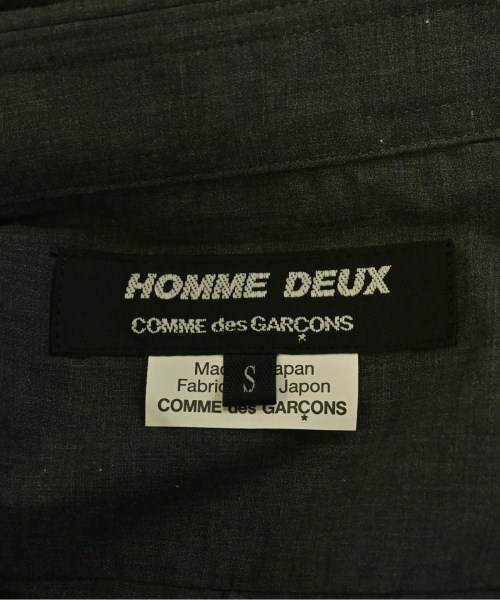 HOMME DEUX
COMME des GARÇONS
S
Japan
Japon
COMME des GARÇONS